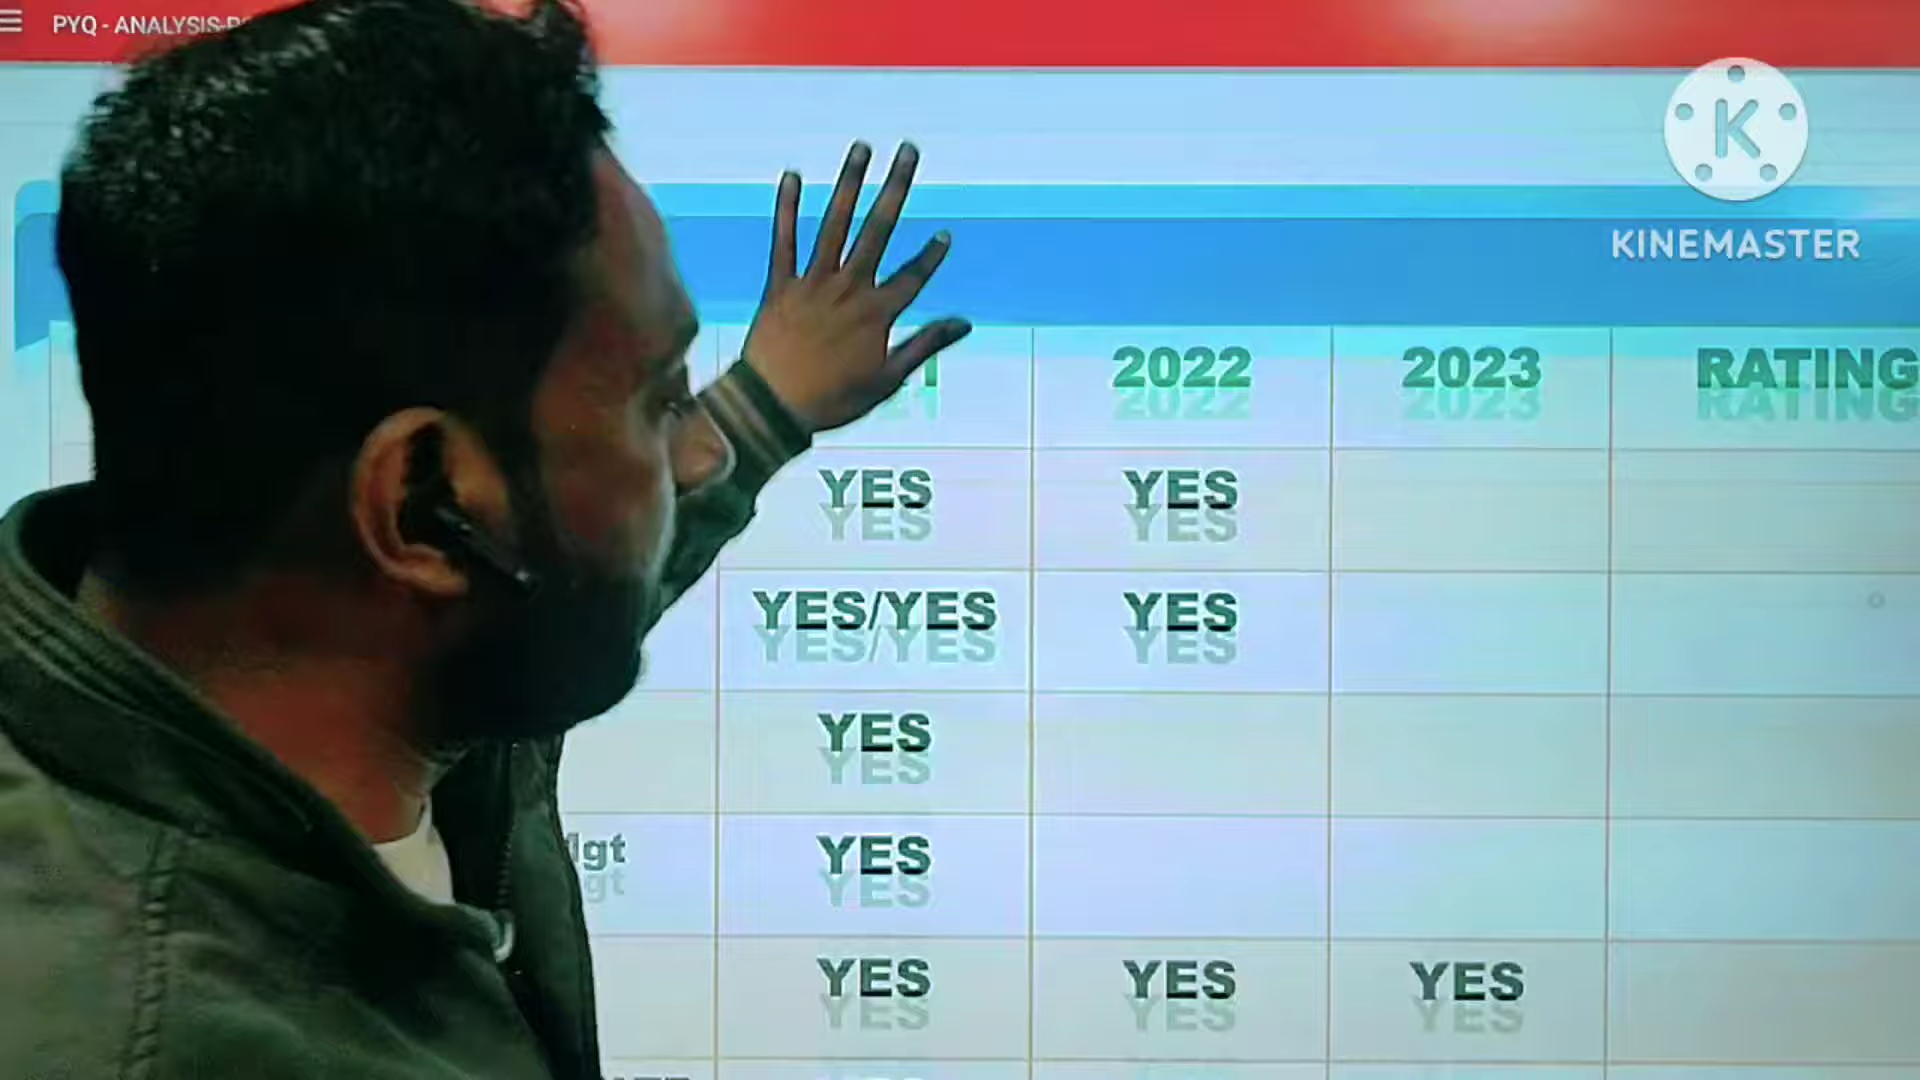 PYQ - ANALYSIS
K
KINEMASTER
2022 2023 RATING
YES YES
YES/YES YES
YES
YES
YES YES YES